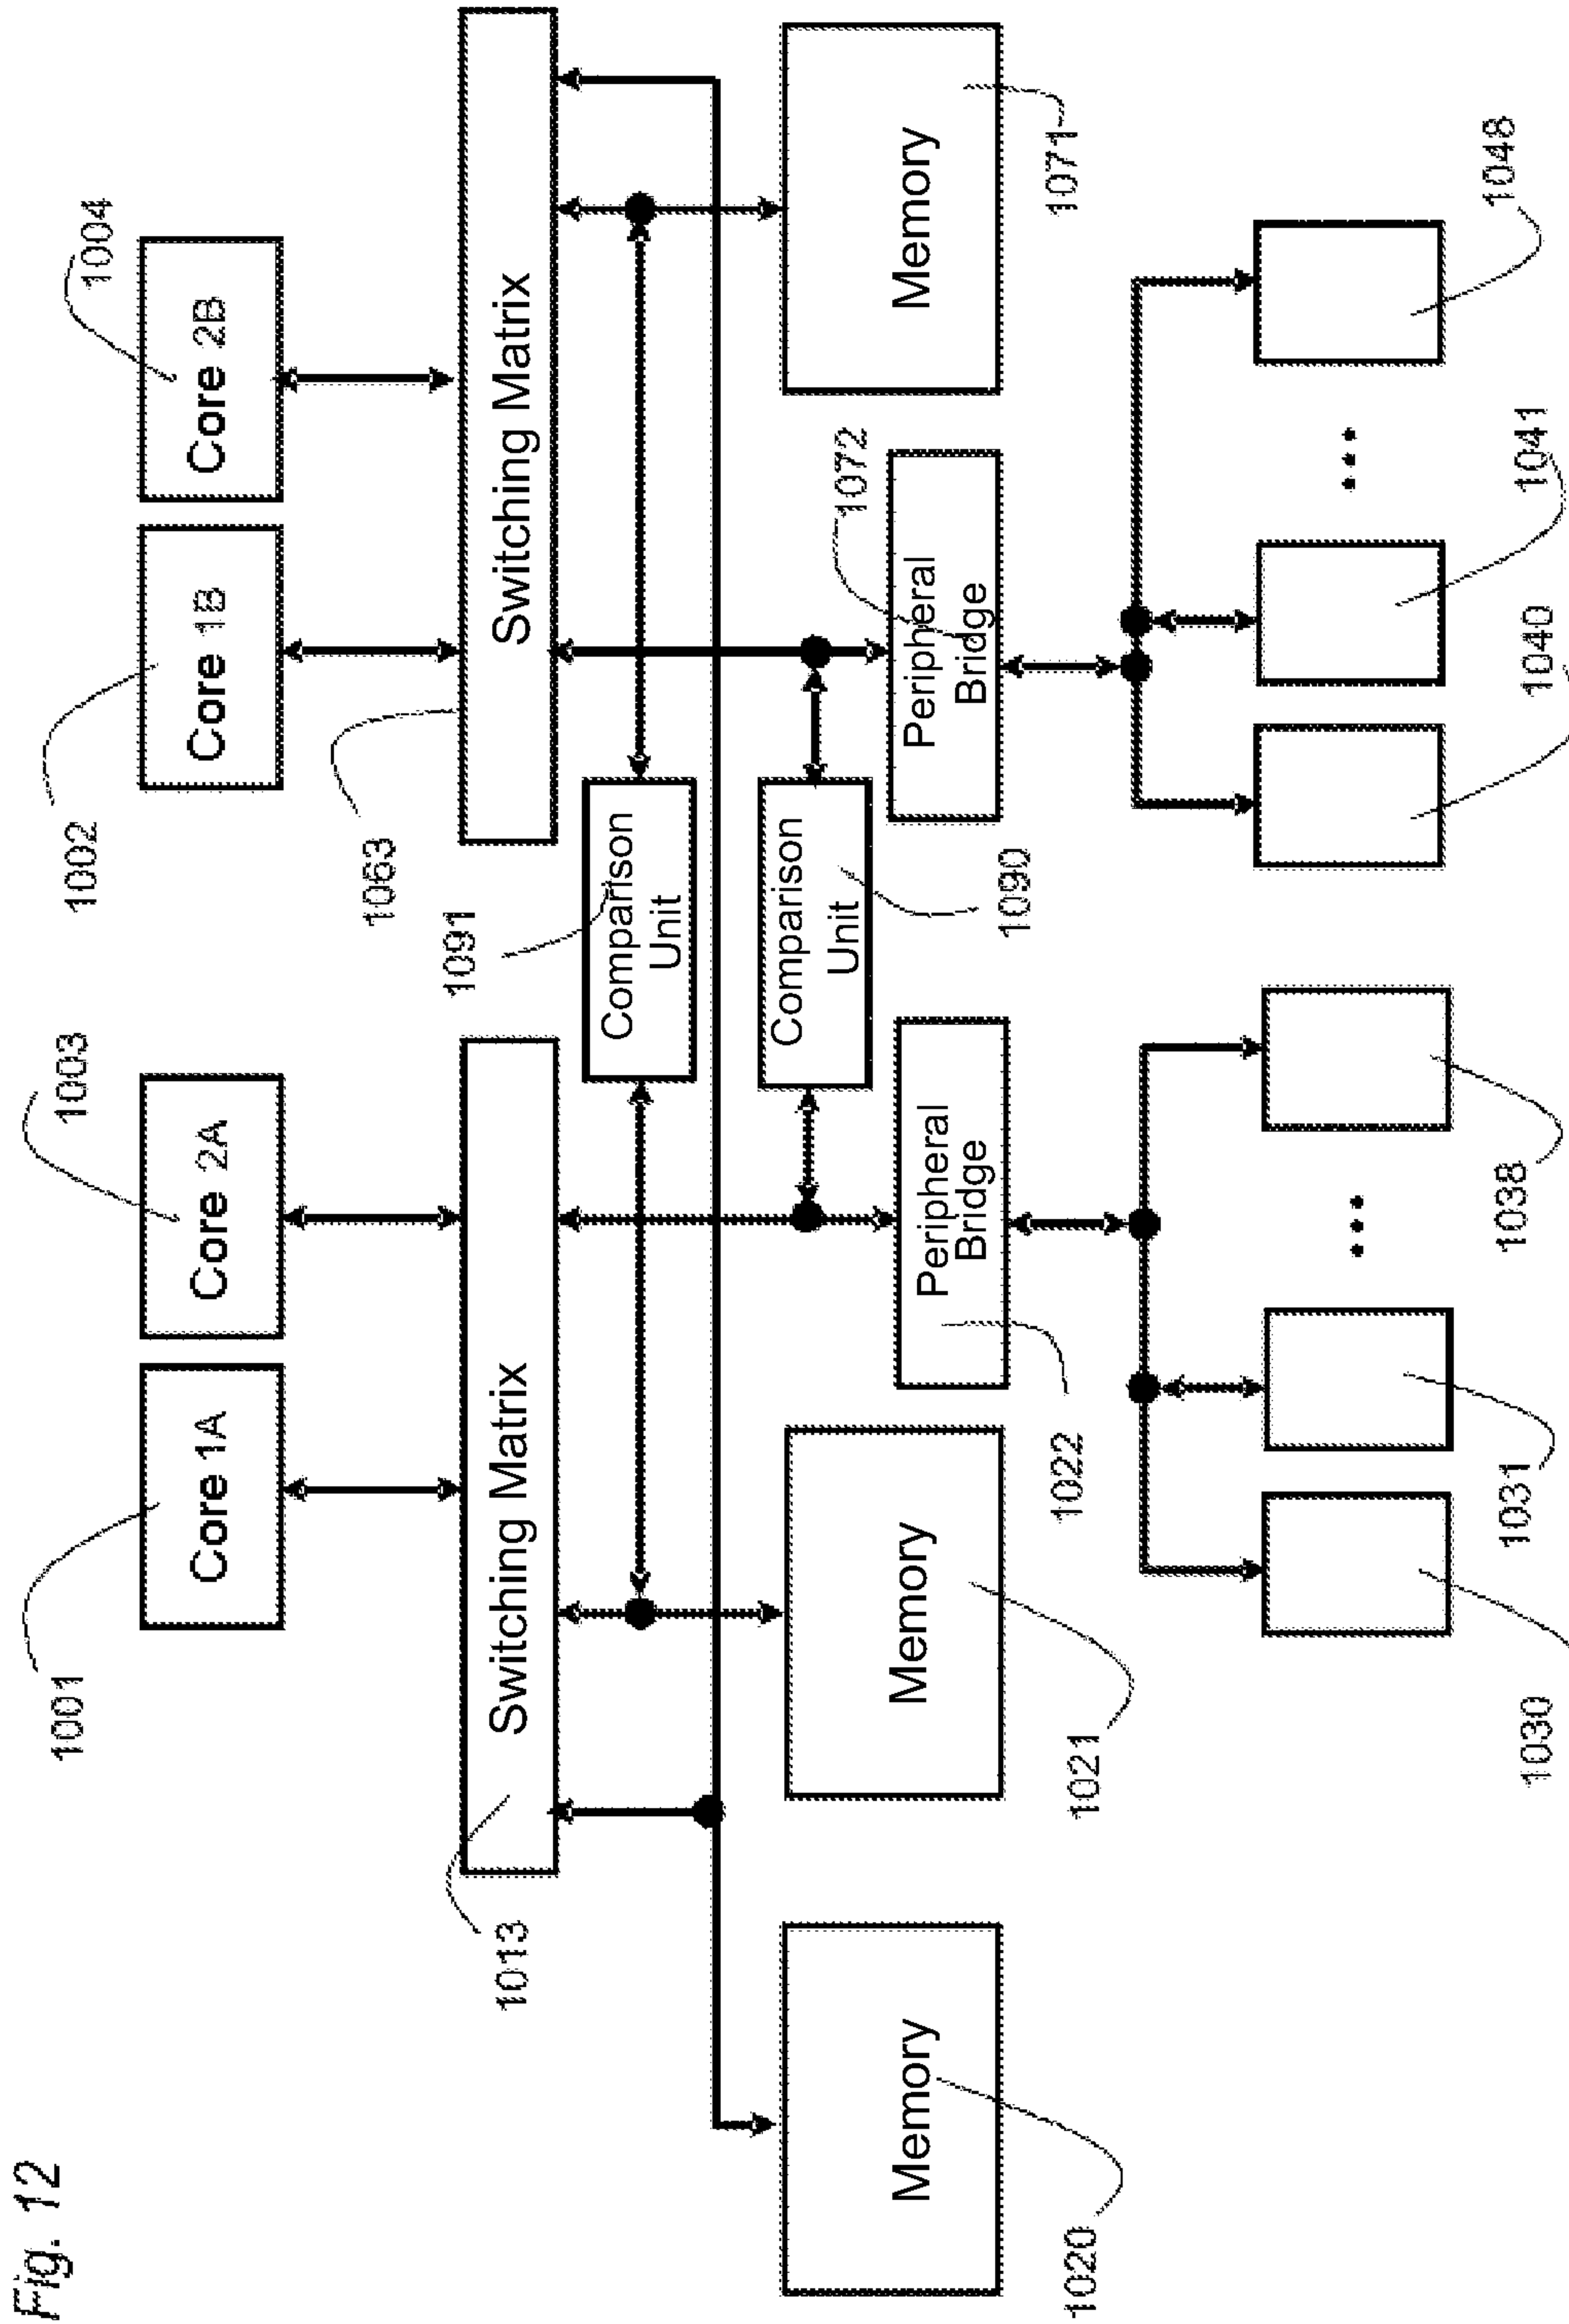 Fig. 12
1001
1003
1002
1004
Core 1A
Core 2A
Core 1B
Core 2B
1013
1063
Switching Matrix
Switching Matrix
1091
Comparison
Unit
Comparison
Unit
1090
1072
Memory
Memory
Peripheral
Bridge
Peripheral
Bridge
Memory
1020
1021
1022
1071
...
...
1030
1031
1038
1040
1041
1048